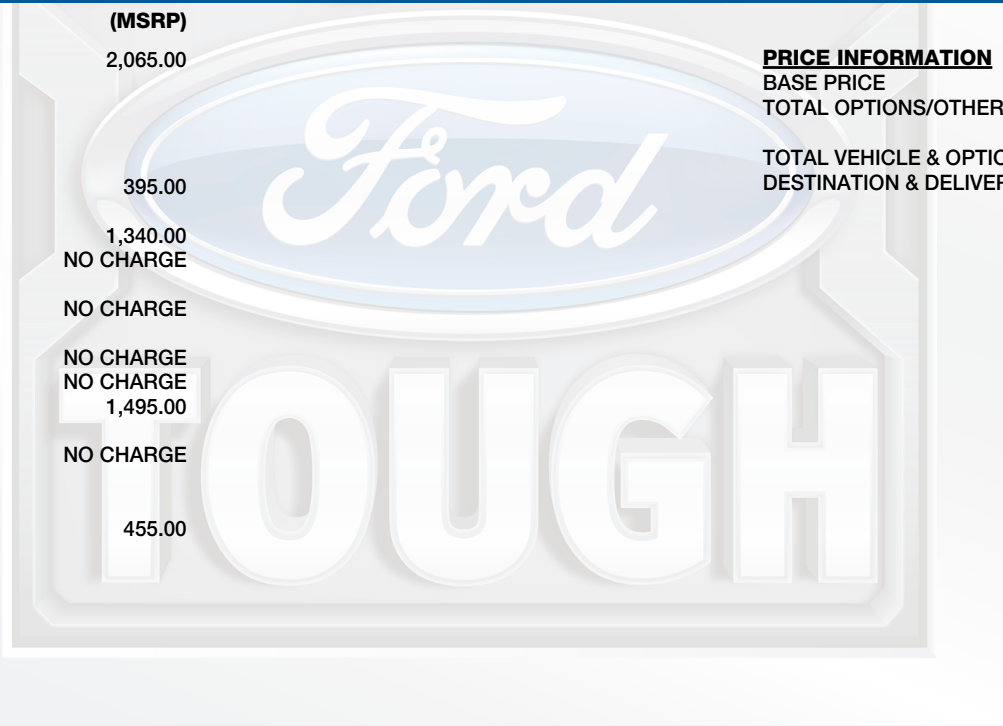 (MSRP)
2,065.00
395.00
1,340.00
NO CHARGE
NO CHARGE
NO CHARGE
NO CHARGE
1,495.00
NO CHARGE
455.00
PRICE INFORMATION
BASE PRICE
TOTAL OPTIONS/OTHER
TOTAL VEHICLE & OPTIO
DESTINATION & DELIVER
Ford
TOUGH